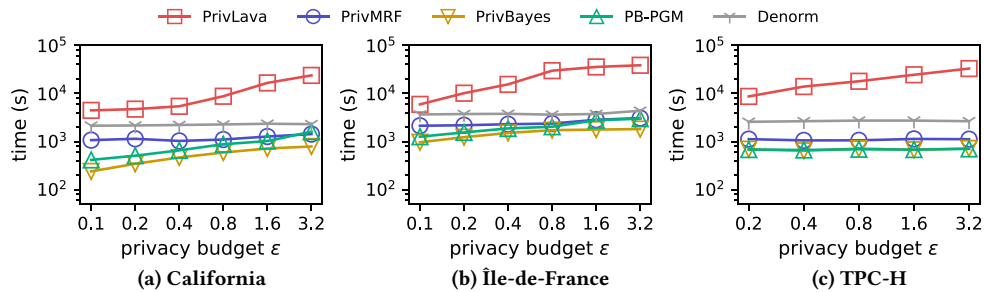 PrivLava PrivMRF PrivBayes PB-PGM Denorm
time (s)
10^5
10^4
10^3
10^2
0.1 0.2 0.4 0.8 1.6 3.2
privacy budget ε
(a) California
time (s)
10^5
10^4
10^3
10^2
0.1 0.2 0.4 0.8 1.6 3.2
privacy budget ε
(b) Île-de-France
time (s)
10^5
10^4
10^3
10^2
0.2 0.4 0.8 1.6 3.2
privacy budget ε
(c) TPC-H